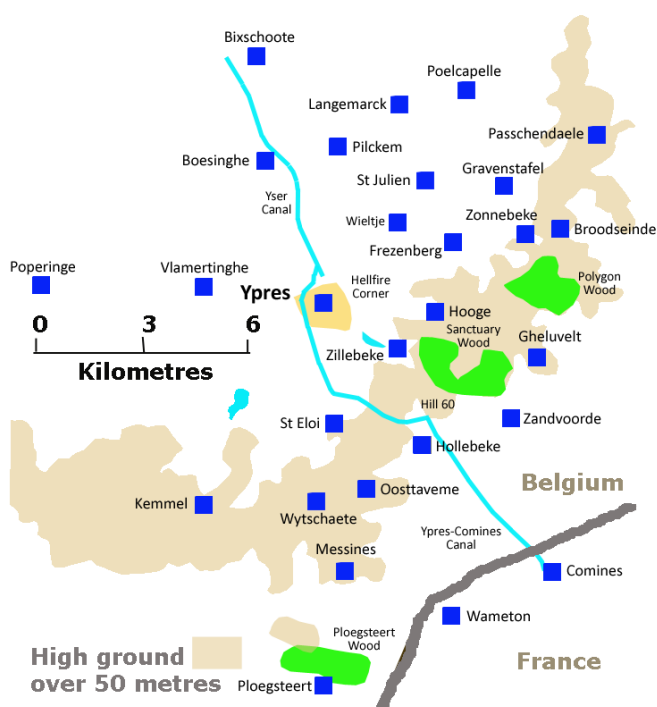 Bixschoote
Poelcapelle
Langemarck
Passchendaele
Pilckem
Boesinghe
Gravenstafel
St Julien
Yser
Canal
Wieltje
Zonnebeke
Broodseinde
Frezenberg
Poperinge
Vlamertinghe
Hellfire
Corner
Polygon
Wood
Ypres
Hooge
0 3 6
Sanctuary
Wood
Gheluvelt
Zillebeke
Kilometres
Hill 60
St Eloi
Zandvoorde
Hollebeke
Oosttaveme
Belgium
Kemmel
Wytschaete
Ypres-Comines
Canal
Messines
Comines
Wameton
Ploegsteert
Wood
High ground
over 50 metres
France
Ploegsteert